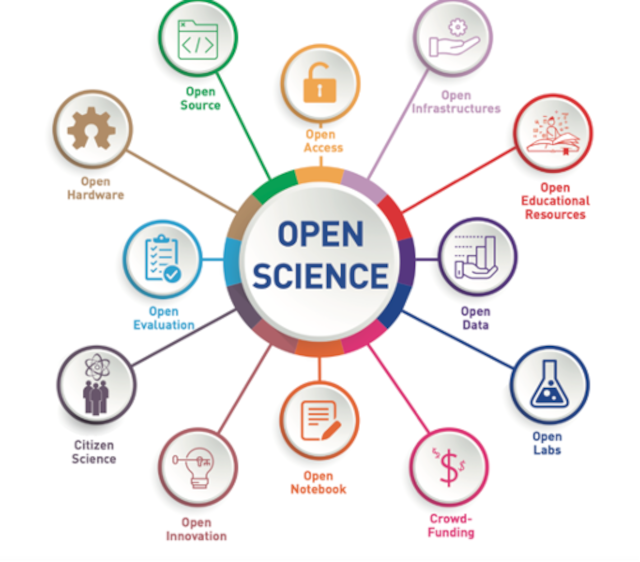 </>
Open
Source
Open
Access
Open
Infrastructures
Open
Hardware
Open
Educational
Resources
OPEN
SCIENCE
Open
Evaluation
Open
Data
Citizen
Science
Open
Labs
Open
Notebook
$ $ $
Crowd-
Funding
Open
Innovation